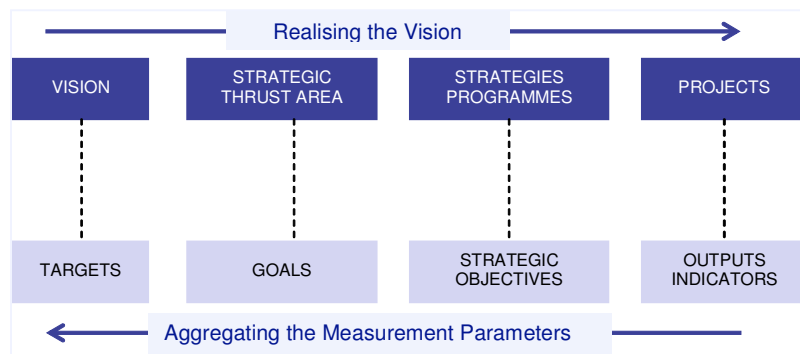 Realising the Vision
VISION
STRATEGIC
THRUST AREA
STRATEGIES
PROGRAMMES
PROJECTS
TARGETS
GOALS
STRATEGIC
OBJECTIVES
OUTPUTS
INDICATORS
Aggregating the Measurement Parameters